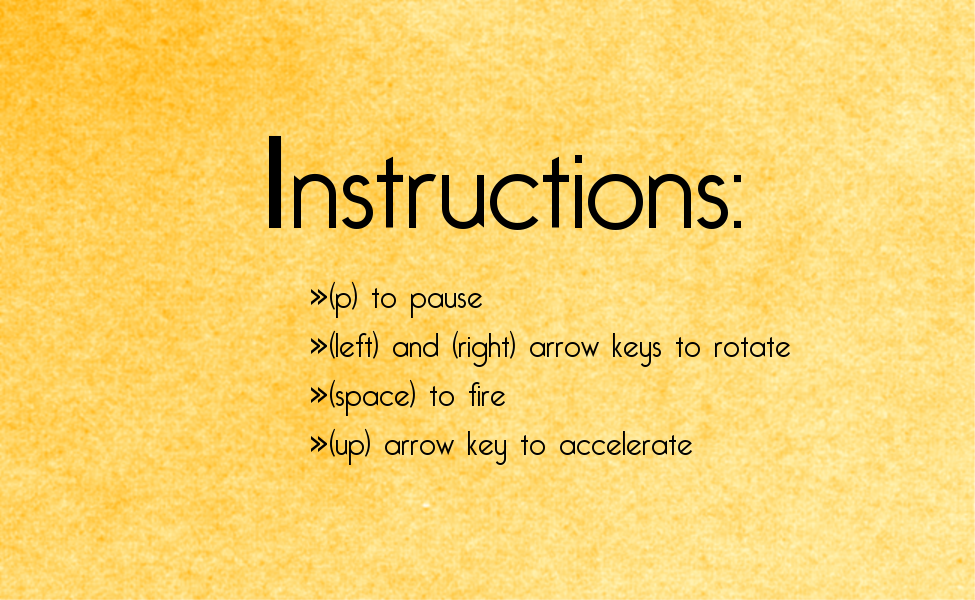 Instructions:
»(p) to pause
»(left) and (right) arrow keys to rotate
»(space) to fire
»(up) arrow key to accelerate